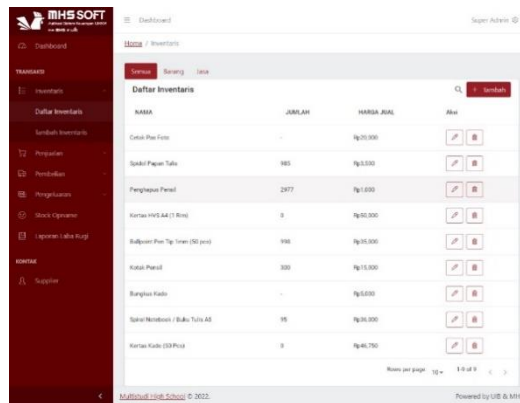 MHS SOFT
Dashboard
Super Admin
Dashboard
Home / Inventaris
TRANSAKSI
Semua Barang Jasa
Inventaris
Daftar Inventaris
+ Tambah
Daftar Inventaris
NAMA JUMLAH HARGA JUAL Aksi
Tambah Inventaris
Cetak Pas Foto - Rp20,000
Penjualan
Spidol Papan Tulis 985 Rp3,500
Pembelian
Penghapus Pensil 2977 Rp1,000
Pengeluaran
Stock Opname
Kertas HVS A4 (1 Rim) 0
Laporan Laba Rugi
Ballpoint Pen Tip 1mm (50 pcs) 998 Rp35,000
KONTAK
Kotak Pensil 300 Rp15,000
Supplier
Bungkus Kado - Rp5,000
Spiral Notebook / Buku Tulis A5 95
Kertas Kado (50 Pcs) 0 Rp46,750
Rows per page: 10 1-9 of 9
Multistudi High School © 2022.
Powered by UIB & MH